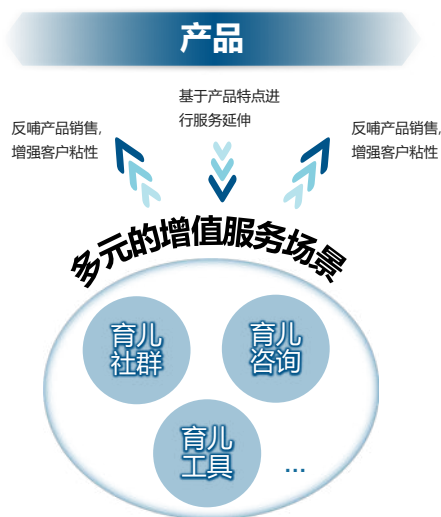 产品
基于产品特点进
行服务延伸
反哺产品销售,
增强客户粘性
反哺产品销售,
增强客户粘性
多元的增值服务场景
育儿
社群
育儿
咨询
育儿
工具
...